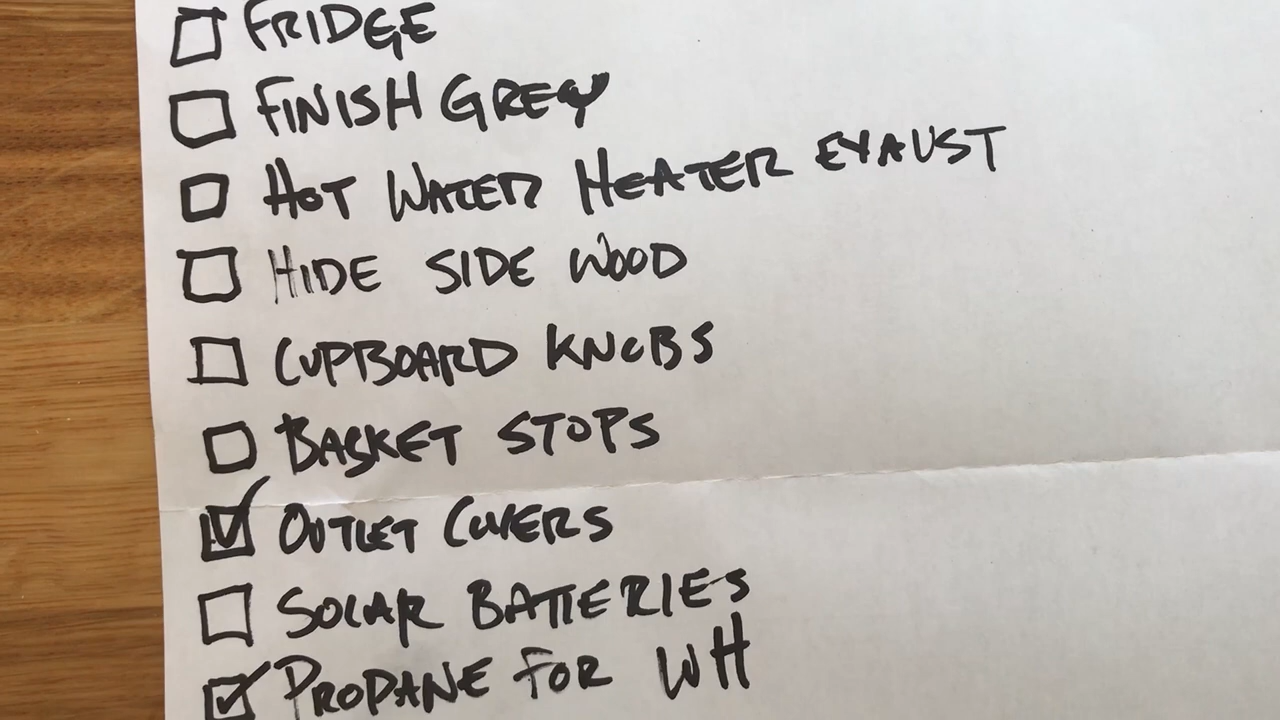 FRIDGE
FINISH GREY
HOT WATER HEATER EXAUST
HIDE SIDE WOOD
CUPBOARD KNOBS
BASKET STOPS
OUTLET COVERS
SOLAR BATTERIES
PROPANE FOR WH